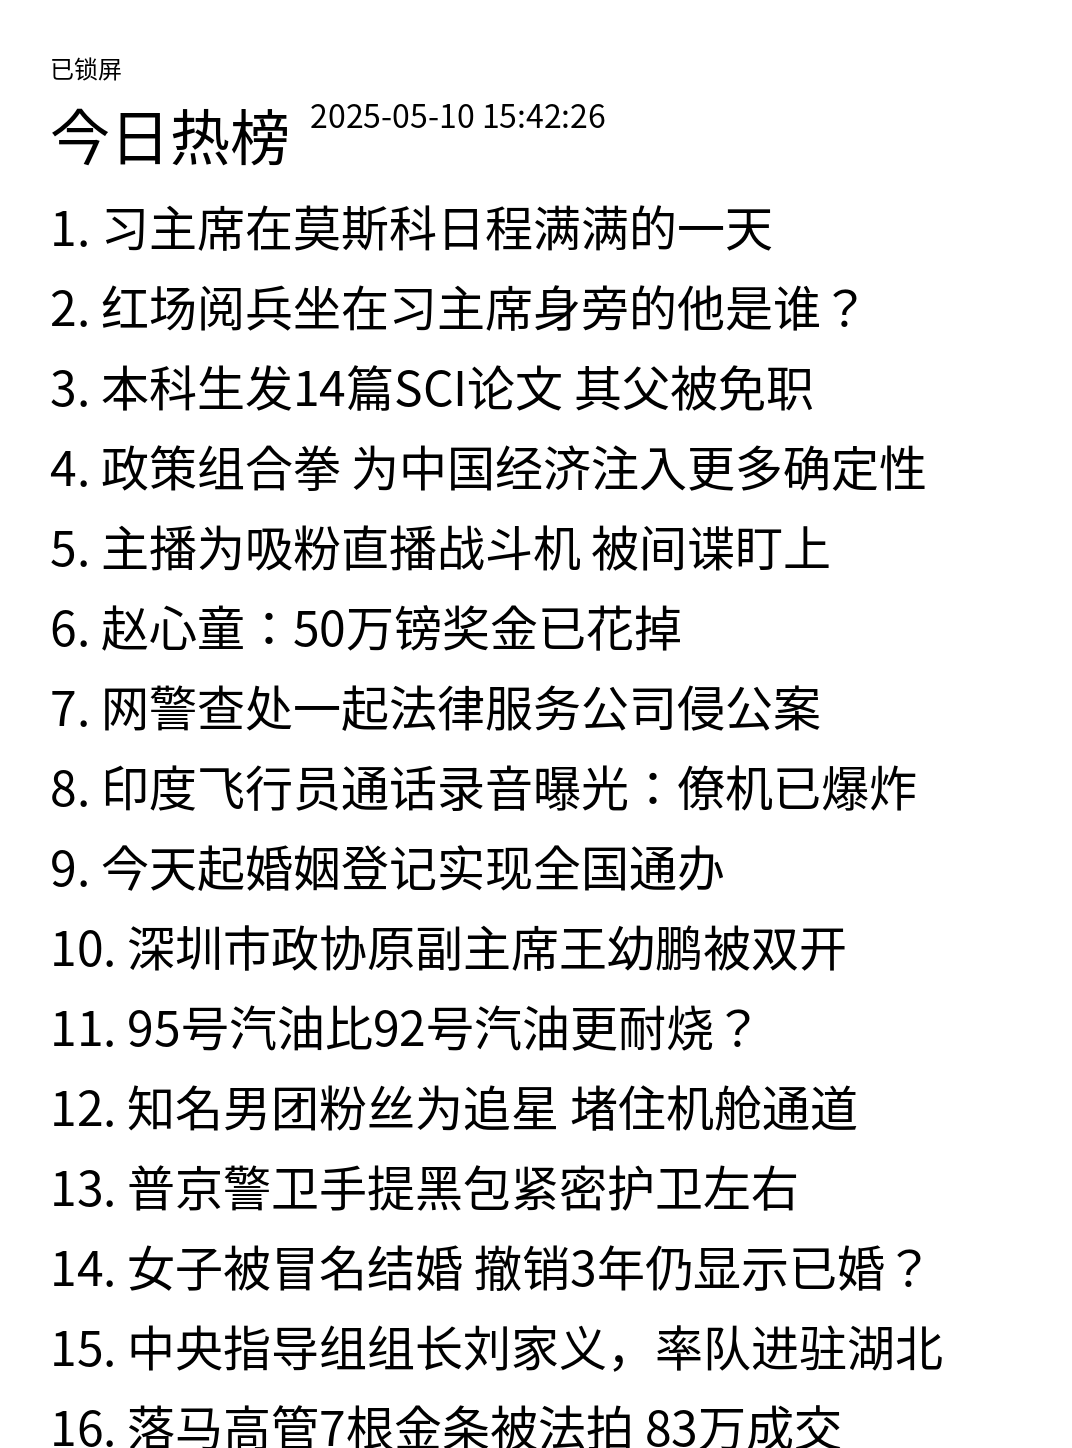 已锁屏
今日热榜 2025-05-10 15:42:26
1. 习主席在莫斯科日程满满的一天
2. 红场阅兵坐在习主席身旁的他是谁？
3. 本科生发14篇SCI论文 其父被免职
4. 政策组合拳 为中国经济注入更多确定性
5. 主播为吸粉直播战斗机 被间谍盯上
6. 赵心童：50万镑奖金已花掉
7. 网警查处一起法律服务公司侵公案
8. 印度飞行员通话录音曝光：僚机已爆炸
9. 今天起婚姻登记实现全国通办
10. 深圳市政协原副主席王幼鹏被双开
11. 95号汽油比92号汽油更耐烧？
12. 知名男团粉丝为追星 堵住机舱通道
13. 普京警卫手提黑包紧密护卫左右
14. 女子被冒名结婚 撤销3年仍显示已婚？
15. 中央指导组组长刘家义，率队进驻湖北
16. 落马高管7根金条被法拍 83万成交